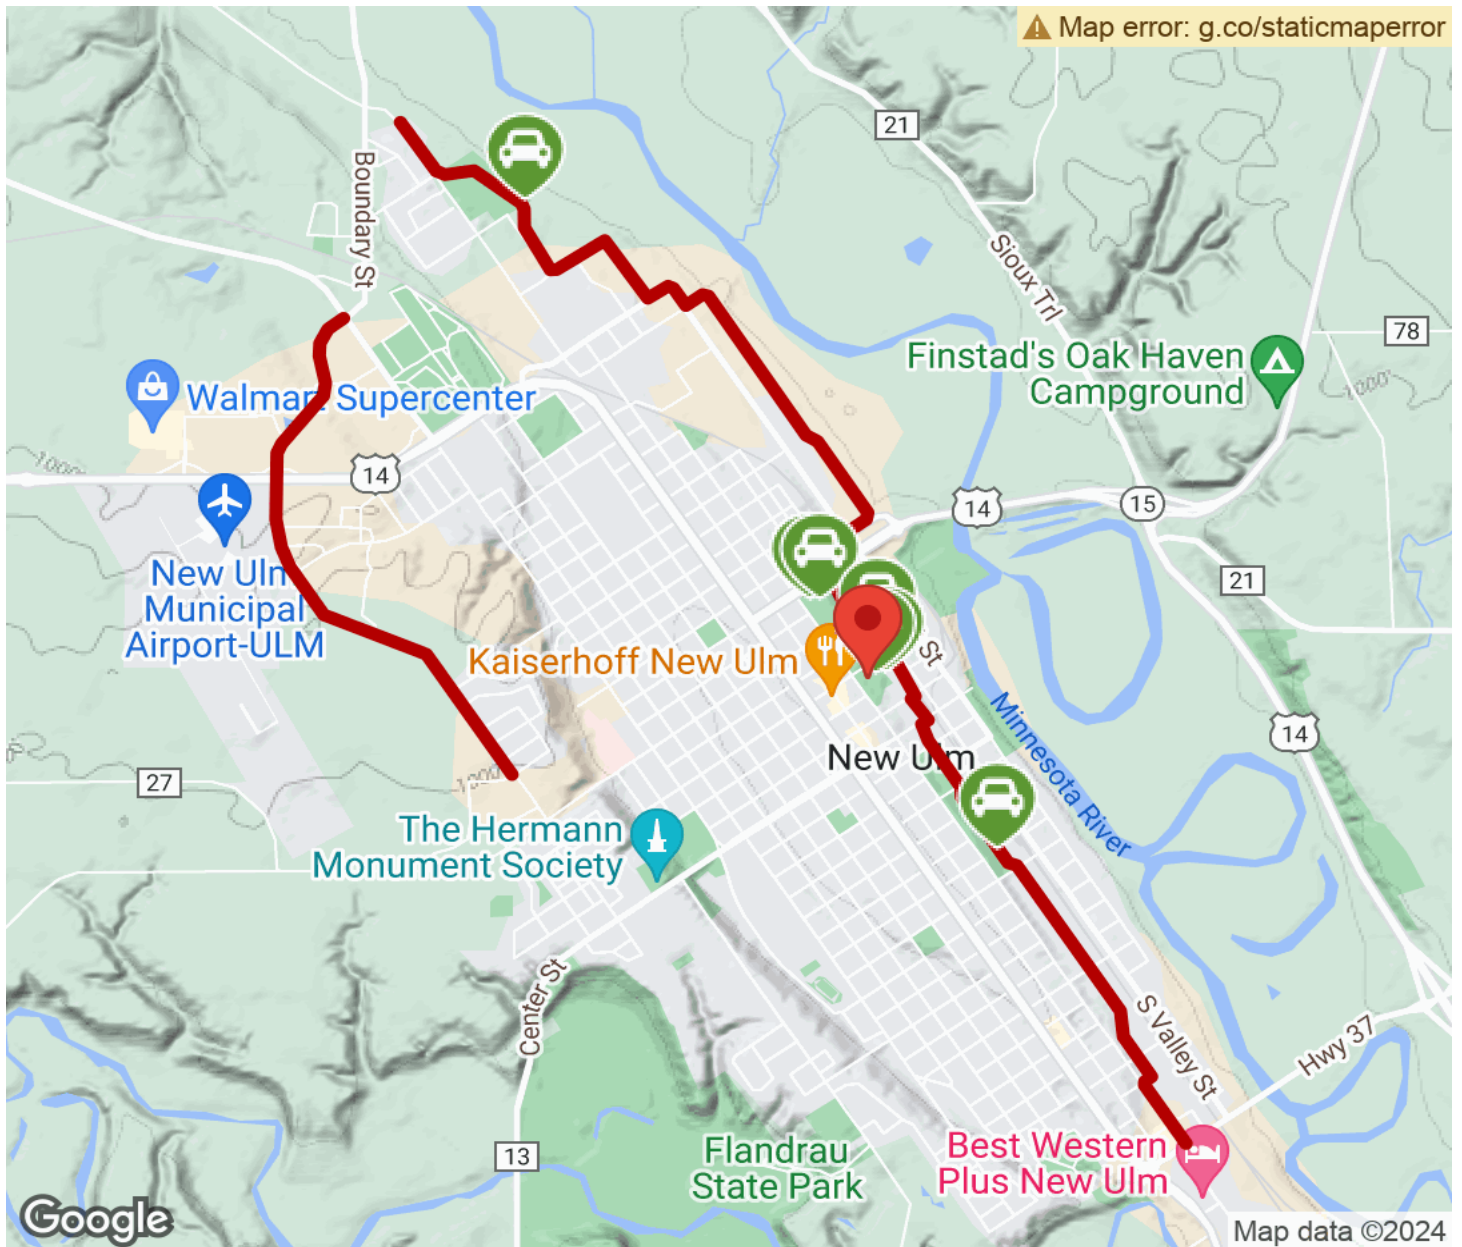 Map error: g.co/staticmaperror
21
Boundary St
Sioux Trl
78
Finstad's Oak Haven
Campground
1000'
Walmart Supercenter
1000
14
14
15
New Ulm
Municipal
Airport-ULM
21
Kaiserhoff New Ulm
St
Minnesota River
14
New Ulm
27
1000
The Hermann
Monument Society
Center St
S Valley St
Hwy 37
13
Flandrau
State Park
Best Western
Plus New Ulm
Google
Map data ©2024